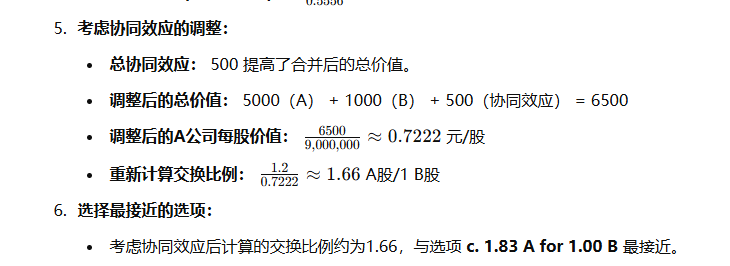 0.5556
5. 考虑协同效应的调整：
• 总协同效应： 500 提高了合并后的总价值。
• 调整后的总价值： 5000（A） + 1000（B） + 500（协同效应） = 6500
• 调整后的A公司每股价值： 6500/9,000,000 ≈ 0.7222 元/股
• 重新计算交换比例： 1.2/0.7222 ≈ 1.66 A股/1 B股
6. 选择最接近的选项：
• 考虑协同效应后计算的交换比例约为1.66，与选项 c. 1.83 A for 1.00 B 最接近。